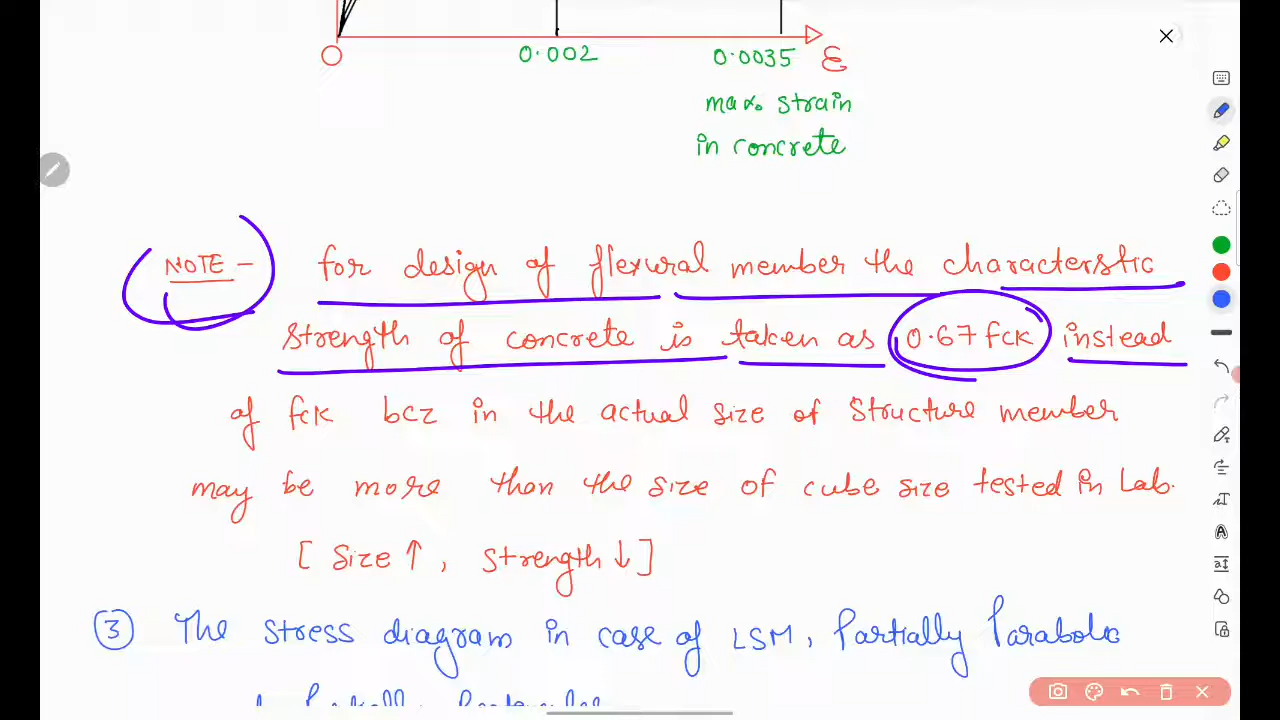 O 0.002 0.0035 ε
max. strain
in concrete
NOTE - for design of flexural member the characterstic
strength of concrete is taken as 0.67 fck instead
of fck bcz in the actual size of structure member
may be more than the size of cube size tested in Lab.
[ size ↑, strength ↓ ]
③ The stress diagram in case of LSM, Partially Parabolic